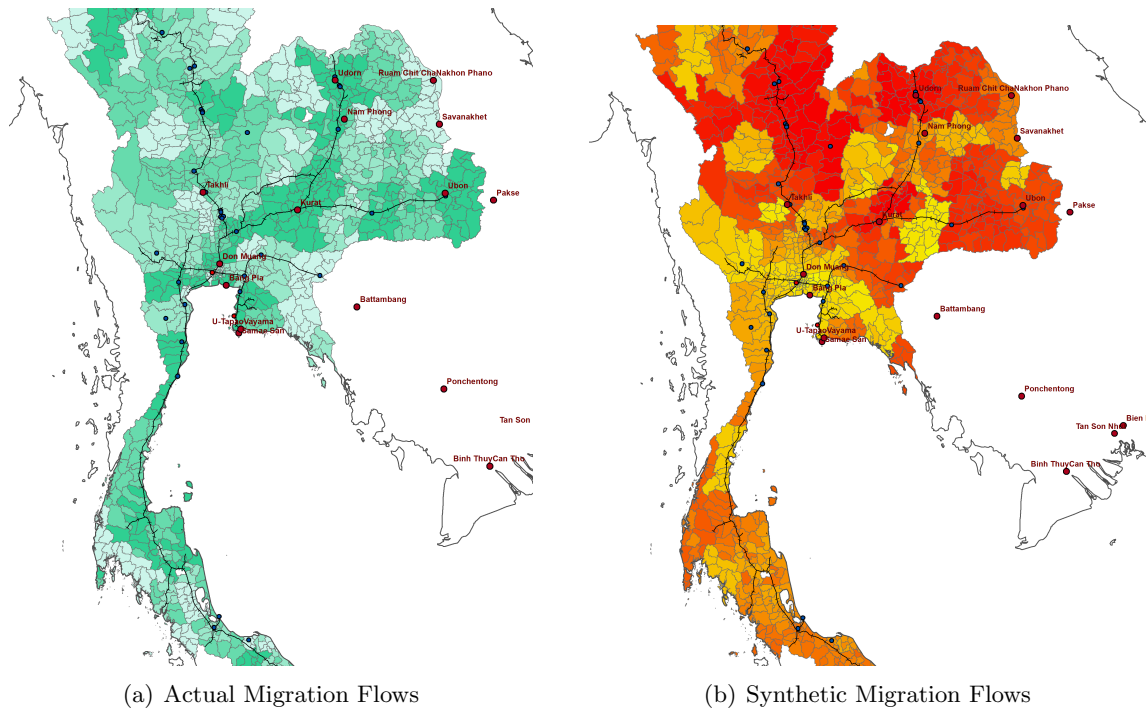 Udorn
Ruam Chit ChaNakhon Phano
Nam Phong
Savanakhet
Takhli
Ubon
Pakse
Kurat
Don Muang
Bang Pla
Battambang
U-TapaoVayama
Samae San
Ponchentong
Tan Son
Binh ThuyCan Tho
(a) Actual Migration Flows
Udorn
Ruam Chit ChaNakhon Phano
Nam Phong
Savanakhet
Takhli
Ubon
Pakse
Kurat
Don Muang
Bang Pla
Battambang
U-TapaoVayama
Samae San
Ponchentong
Bien
Tan Son Nhut
Binh ThuyCan Tho
(b) Synthetic Migration Flows